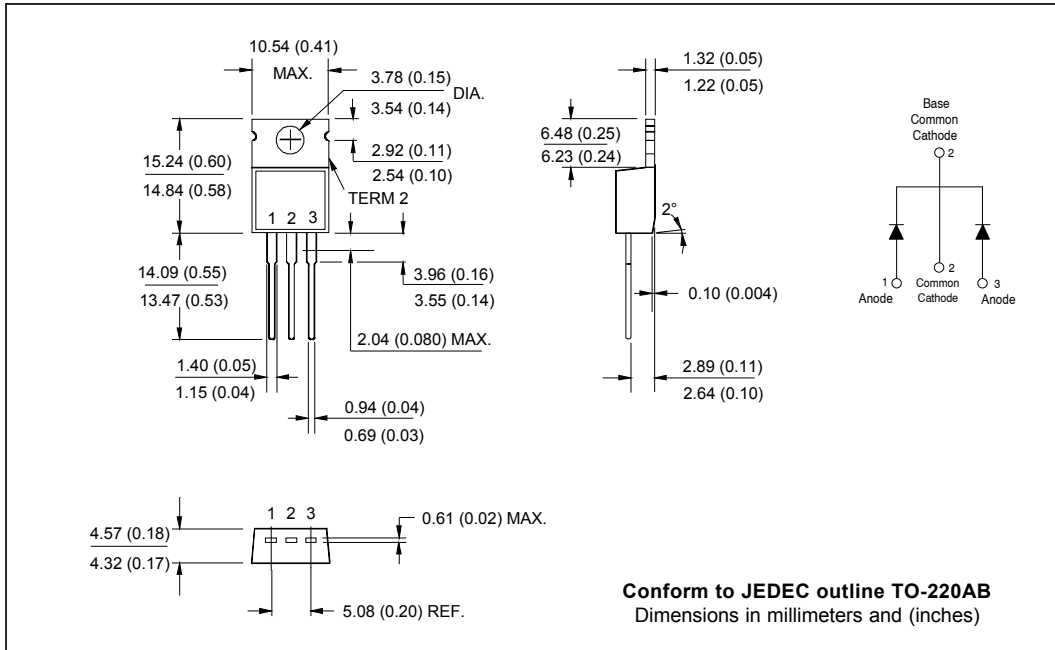 10.54 (0.41)
MAX.
3.78 (0.15)
3.54 (0.14)
DIA.
15.24 (0.60)
14.84 (0.58)
2.92 (0.11)
2.54 (0.10)
TERM 2
1 2 3
14.09 (0.55)
13.47 (0.53)
3.96 (0.16)
3.55 (0.14)
2.04 (0.080) MAX.
1.40 (0.05)
1.15 (0.04)
0.94 (0.04)
0.69 (0.03)
1.32 (0.05)
1.22 (0.05)
6.48 (0.25)
6.23 (0.24)
2°
0.10 (0.004)
2.89 (0.11)
2.64 (0.10)
Base
Common
Cathode
2
1
Anode
2
Common
Cathode
3
Anode
1 2 3
4.57 (0.18)
4.32 (0.17)
0.61 (0.02) MAX.
5.08 (0.20) REF.
Conform to JEDEC outline TO-220AB
Dimensions in millimeters and (inches)